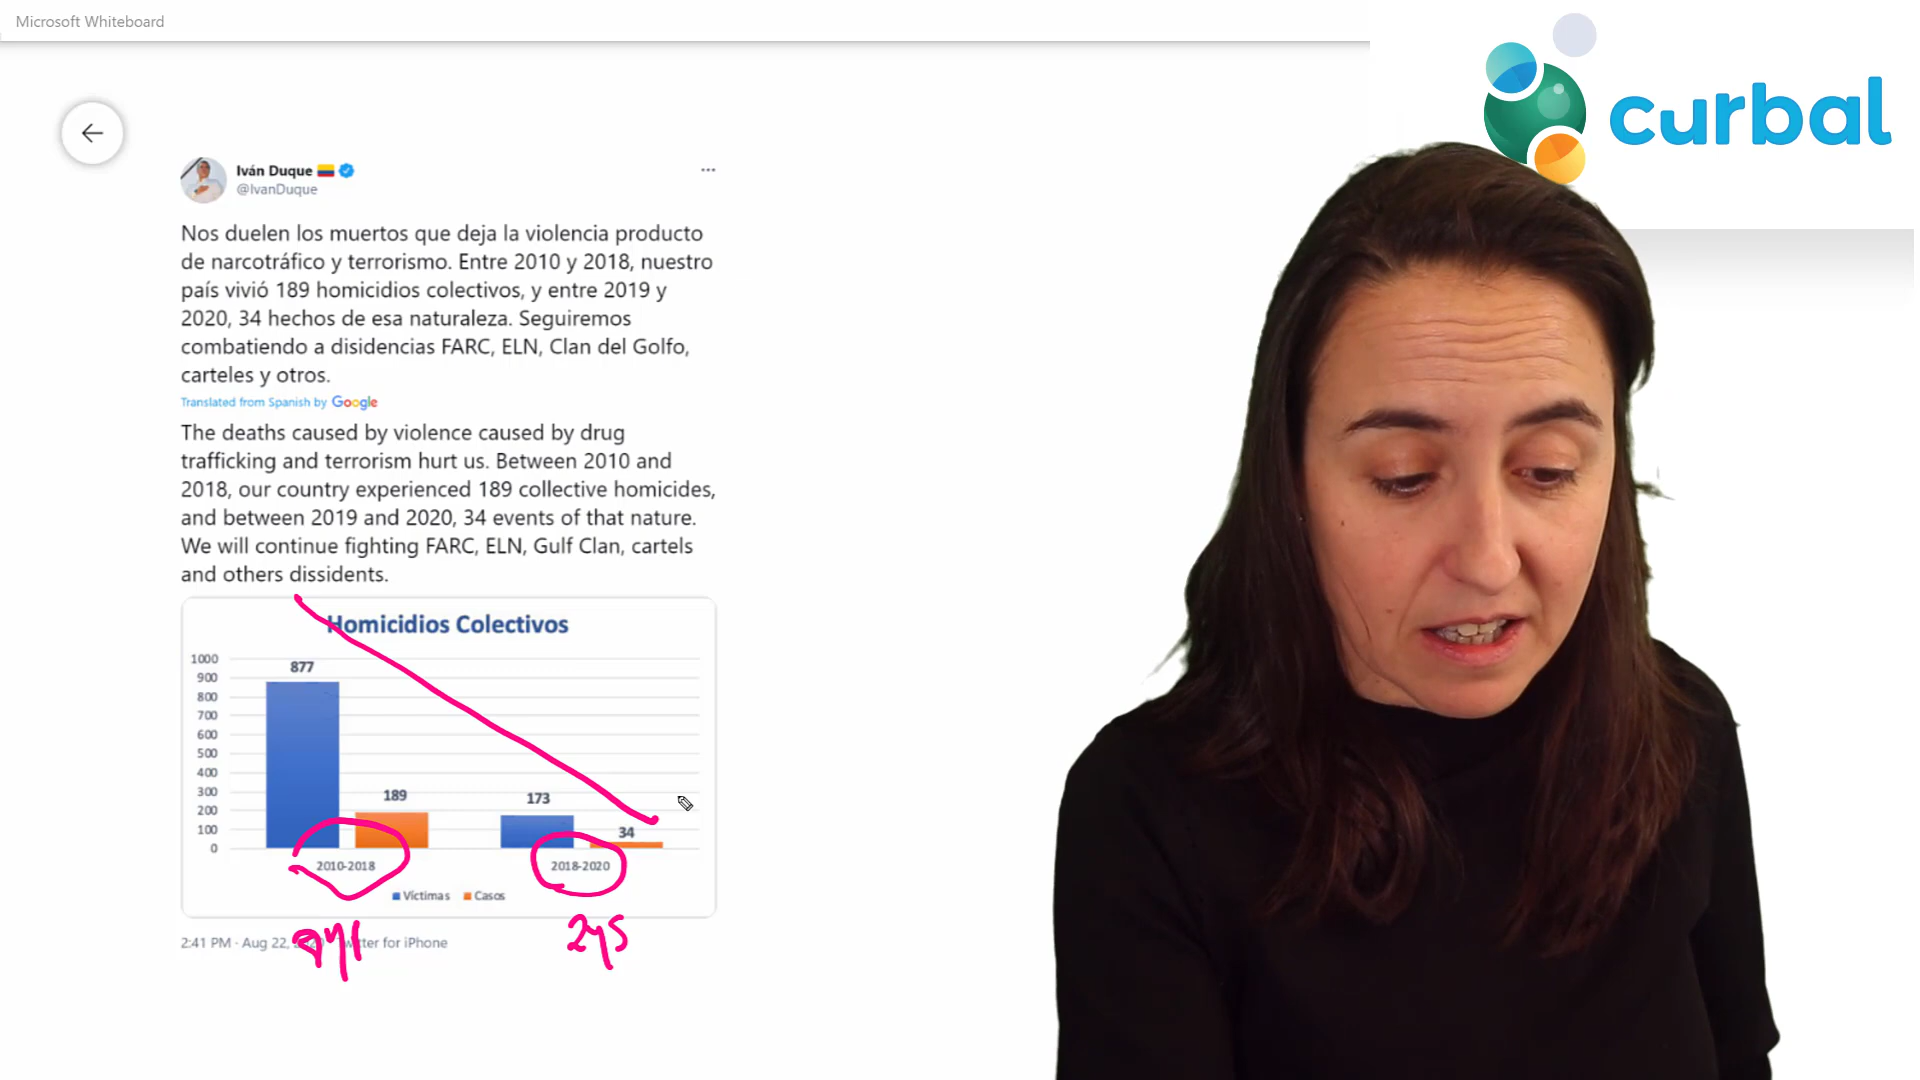 Microsoft Whiteboard
curbal
Iván Duque
@IvanDuque
Nos duelen los muertos que deja la violencia producto
de narcotráfico y terrorismo. Entre 2010 y 2018, nuestro
país vivió 189 homicidios colectivos, y entre 2019 y
2020, 34 hechos de esa naturaleza. Seguiremos
combatiendo a disidencias FARC, ELN, Clan del Golfo,
carteles y otros.
Translated from Spanish by Google
The deaths caused by violence caused by drug
trafficking and terrorism hurt us. Between 2010 and
2018, our country experienced 189 collective homicides,
and between 2019 and 2020, 34 events of that nature.
We will continue fighting FARC, ELN, Gulf Clan, cartels
and others dissidents.
Homicidios Colectivos
1000
900
800
700
600
500
400
300
200
100
0
877
189
173
34
2010-2018
2018-2020
Víctimas
Casos
2ys
2:41 PM · Aug 22, for iPhone